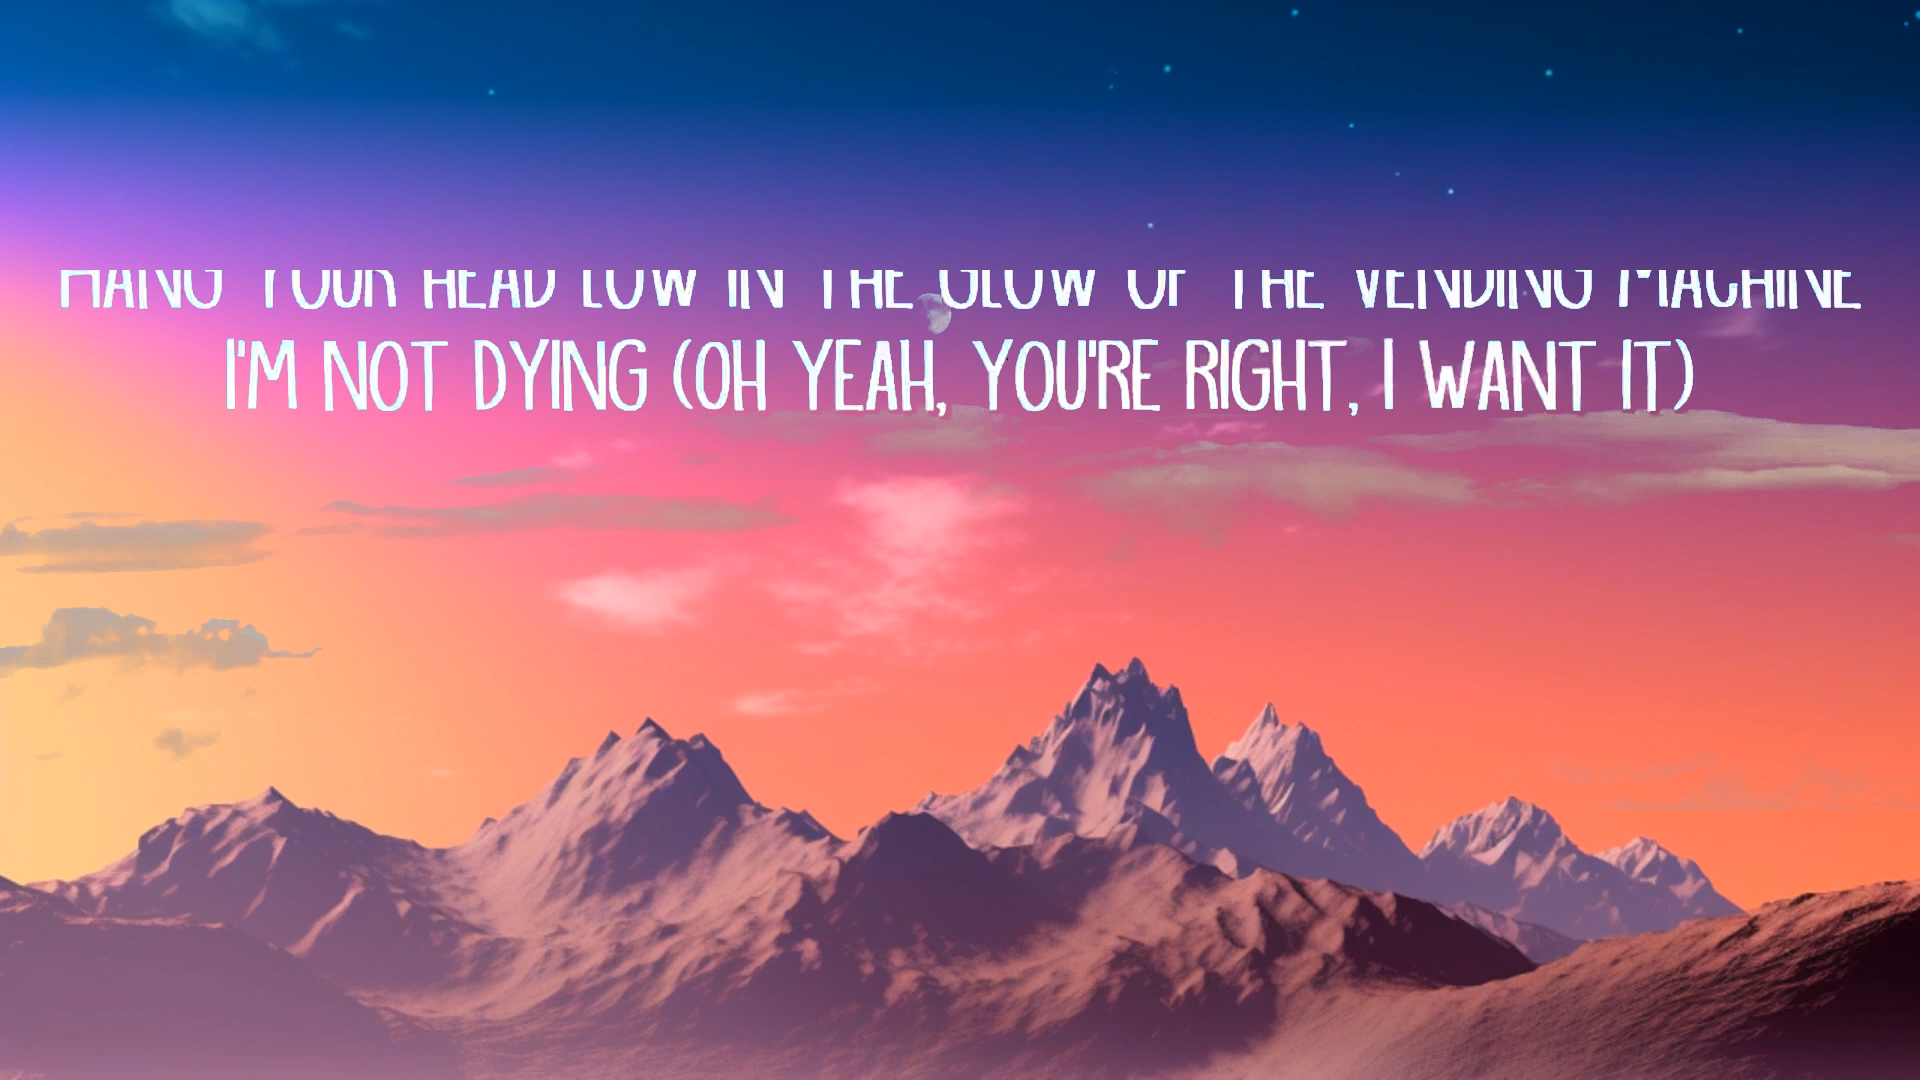 HANG YOUR HEAD LOW IN THE GLOW OF THE VENDING MACHINE
I'M NOT DYING (OH YEAH, YOU'RE RIGHT, I WANT IT)